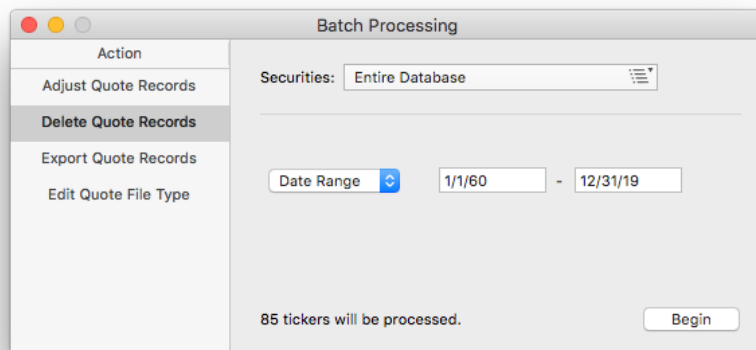 Batch Processing
Action
Adjust Quote Records
Delete Quote Records
Export Quote Records
Edit Quote File Type
Securities: Entire Database
Date Range 1/1/60 - 12/31/19
85 tickers will be processed. Begin